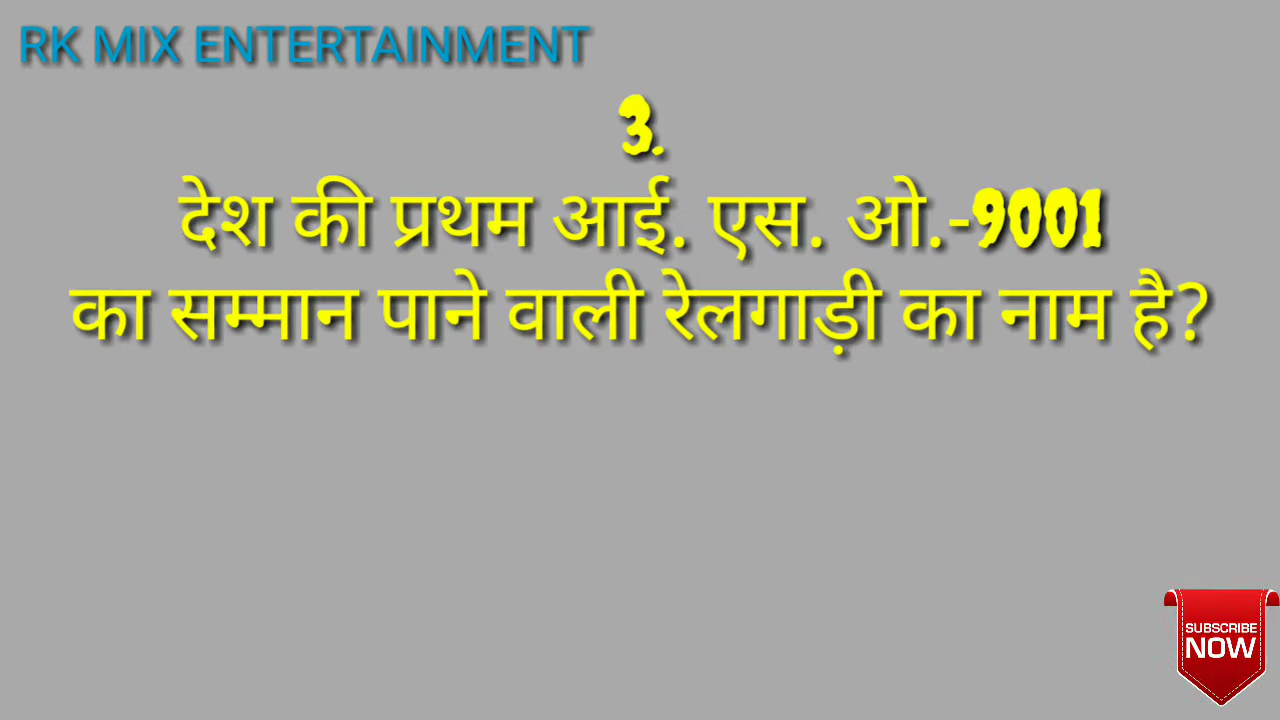 RK MIX ENTERTAINMENT
3.
देश की प्रथम आई. एस. ओ.-9001
का सम्मान पाने वाली रेलगाड़ी का नाम है?
SUBSCRIBE
NOW